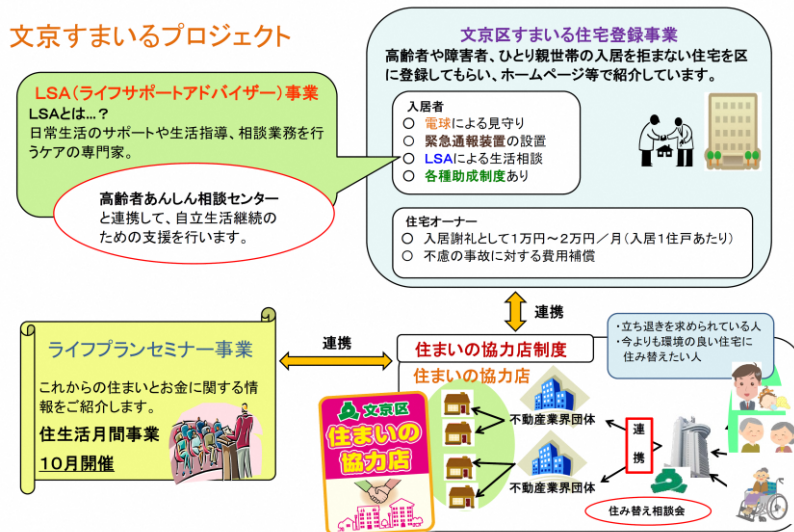 文京すまいるプロジェクト
LSA（ライフサポートアドバイザー）事業
LSAとは...？
日常生活のサポートや生活指導、相談業務を行
うケアの専門家。
高齢者あんしん相談センター
と連携して、自立生活継続の
ための支援を行います。
文京区すまいる住宅登録事業
高齢者や障害者、ひとり親世帯の入居を拒まない住宅を区
に登録してもらい、ホームページ等で紹介しています。
入居者
○ 電球による見守り
○ 緊急通報装置の設置
○ LSAによる生活相談
○ 各種助成制度あり
住宅オーナー
○ 入居謝礼として１万円～２万円／月（入居１住戸あたり）
○ 不慮の事故に対する費用補償
連携
ライフプランセミナー事業
これからの住まいとお金に関する情
報をご紹介します。
住生活月間事業
10月開催
連携
住まいの協力店制度
住まいの協力店
文京区
住まいの
協力店
不動産業界団体
不動産業界団体
連
携
・立ち退きを求められている人
・今よりも環境の良い住宅に
住み替えたい人
住み替え相談会